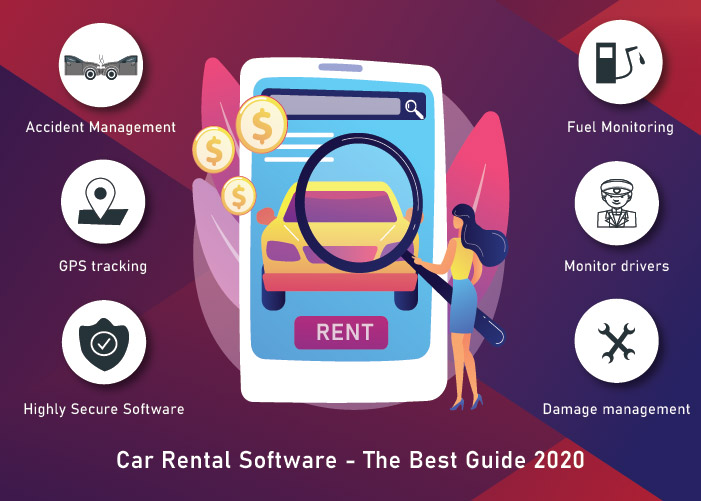 Accident Management
GPS tracking
Highly Secure Software
$
$
$
RENT
Fuel Monitoring
Monitor drivers
Damage management
Car Rental Software - The Best Guide 2020